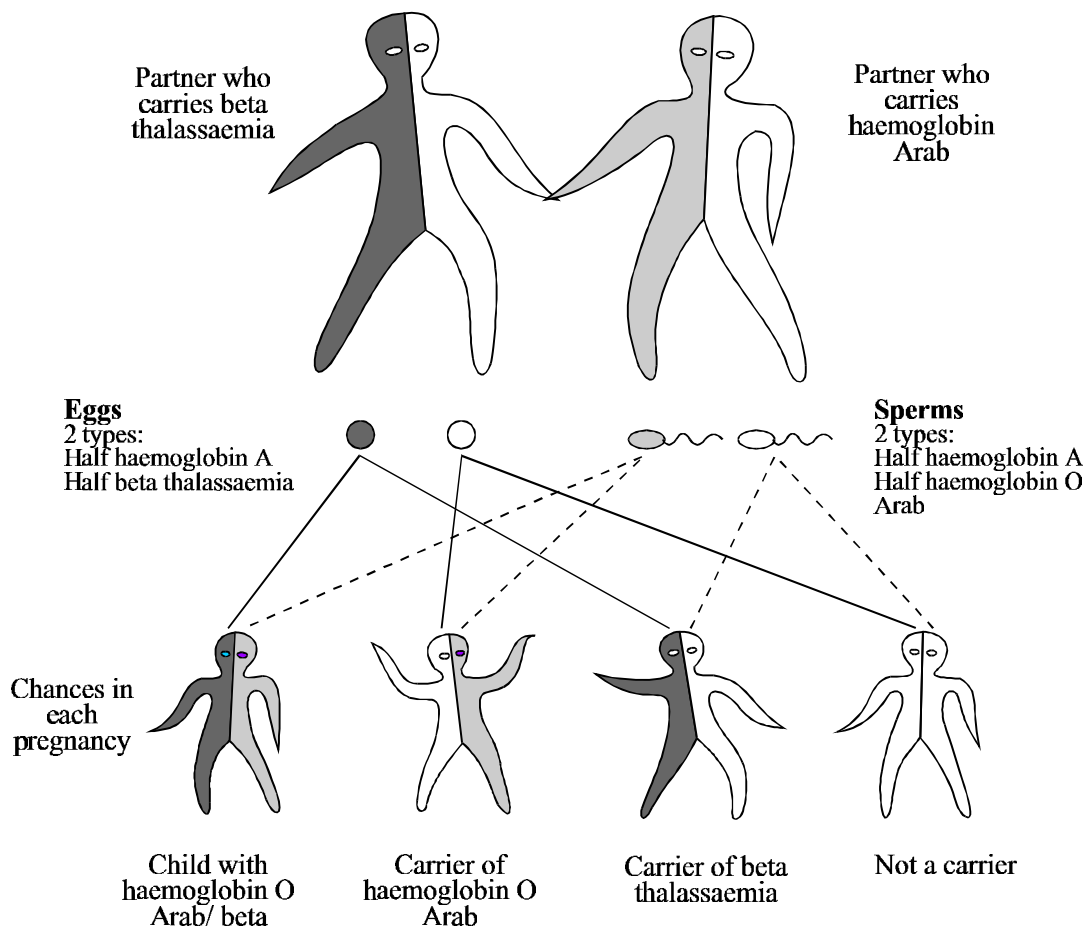 Partner who
carries beta
thalassaemia
Partner who
carries
haemoglobin
Arab
Eggs
2 types:
Half haemoglobin A
Half beta thalassaemia
Sperms
2 types:
Half haemoglobin A
Half haemoglobin O
Arab
Chances in
each
pregnancy
Child with
haemoglobin O
Arab/ beta
Carrier of
haemoglobin O
Arab
Carrier of beta
thalassaemia
Not a carrier